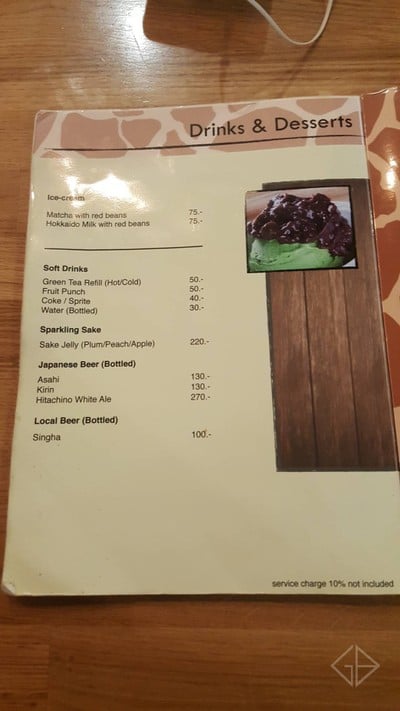 Drinks & Desserts
Ice-cream
Matcha with red beans 75.-
Hokkaido Milk with red beans 75.-
Soft Drinks
Green Tea Refill (Hot/Cold) 50.-
Fruit Punch 50.-
Coke / Sprite 40.-
Water (Bottled) 30.-
Sparkling Sake
Sake Jelly (Plum/Peach/Apple) 220.-
Japanese Beer (Bottled)
Asahi 130.-
Kirin 130.-
Hitachino White Ale 270.-
Local Beer (Bottled)
Singha 100.-
service charge 10% not included